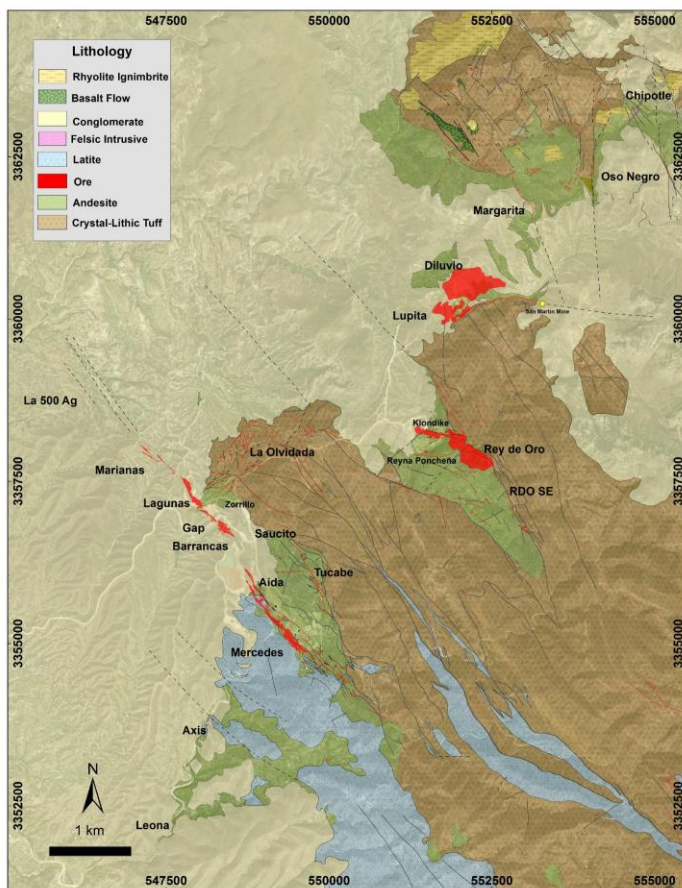 547500 550000 552500 555000
Lithology
Rhyolite Ignimbrite
Basalt Flow
Conglomerate
Felsic Intrusive
Latite
Ore
Andesite
Crystal-Lithic Tuff
Chipotle
3362500 3362500
Oso Negro
Margarita
Diluvio
San Martin Mine
Lupita
3360000 3360000
La 500 Ag
Klondike
La Olvidada
Rey de Oro
Reyna Poncheña
Marianas
3357500 3357500
RDO SE
Lagunas
Zorrillo
Gap
Saucito
Barrancas
Tucabe
Aida
3355000 3355000
Mercedes
Axis
N
Leona
3352500 3352500
1 km
547500 550000 552500 555000